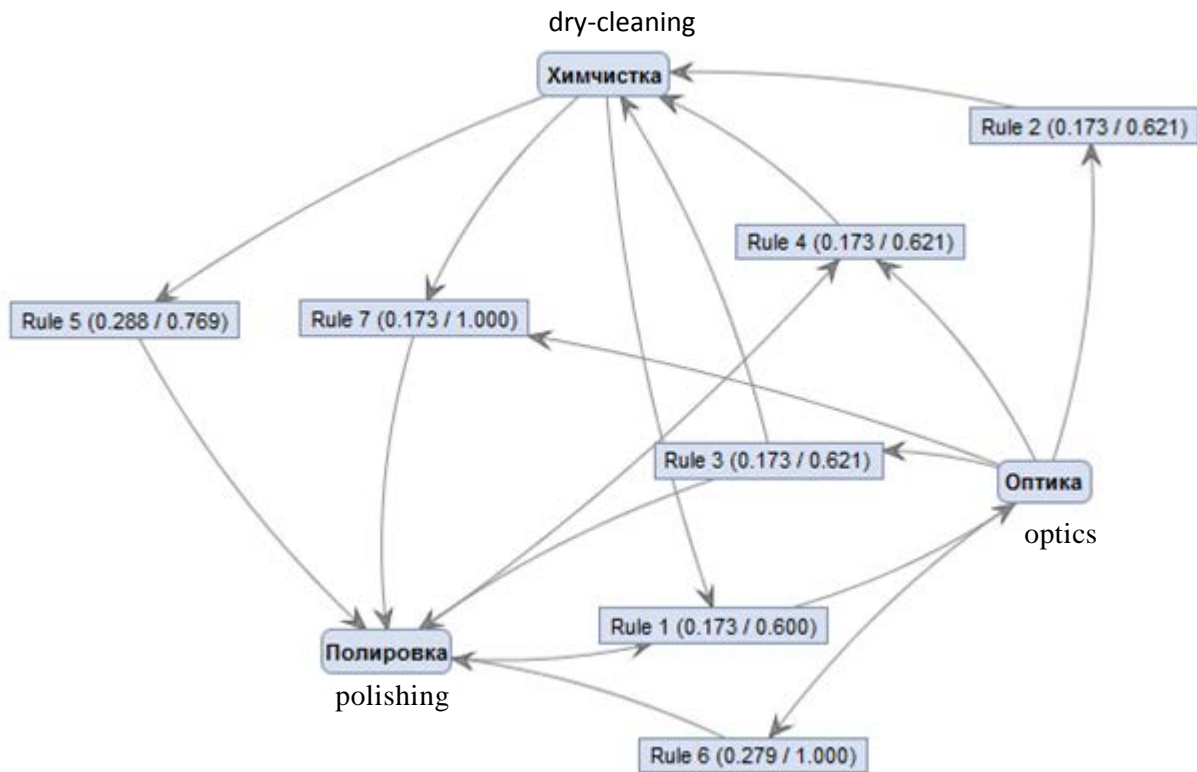 dry-cleaning
Химчистка
Rule 2 (0.173 / 0.621)
Rule 4 (0.173 / 0.621)
Rule 5 (0.288 / 0.769)
Rule 7 (0.173 / 1.000)
Rule 3 (0.173 / 0.621)
Оптика
optics
Rule 1 (0.173 / 0.600)
Полировка
polishing
Rule 6 (0.279 / 1.000)